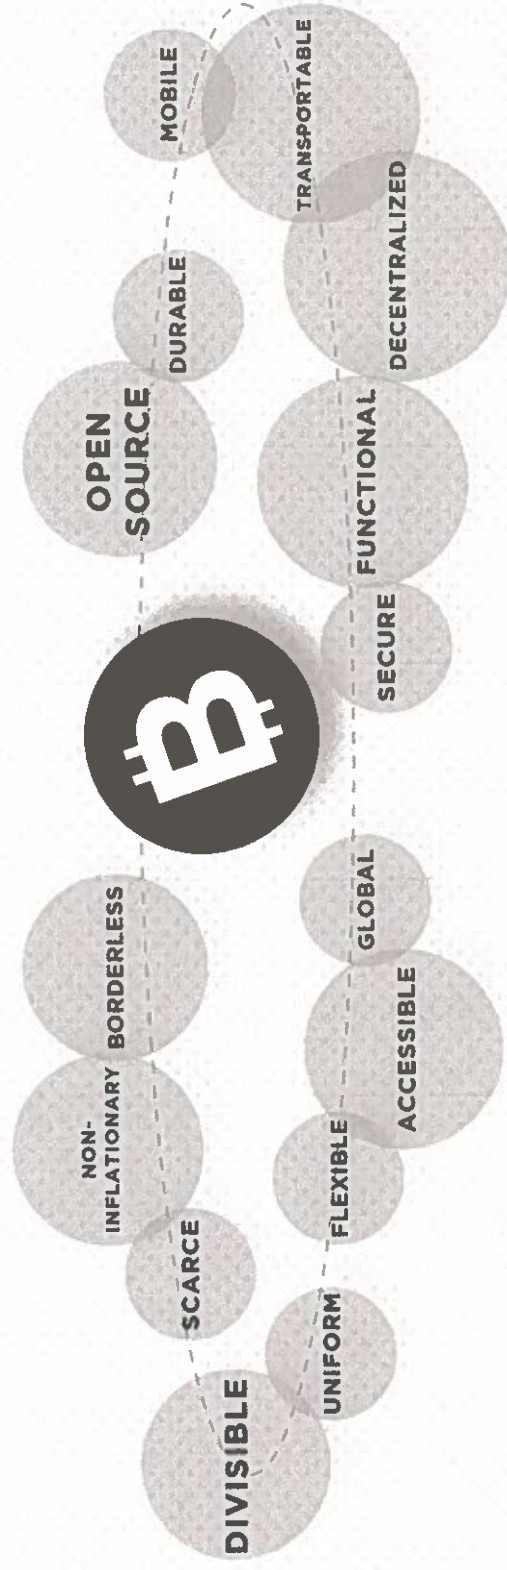 NON-
INFLATIONARY
BORDERLESS
OPEN
SOURCE
DURABLE
MOBILE
SCARCE
DIVISIBLE
UNIFORM
FLEXIBLE
ACCESSIBLE
GLOBAL
SECURE
FUNCTIONAL
DECENTRALIZED
TRANSPORTABLE